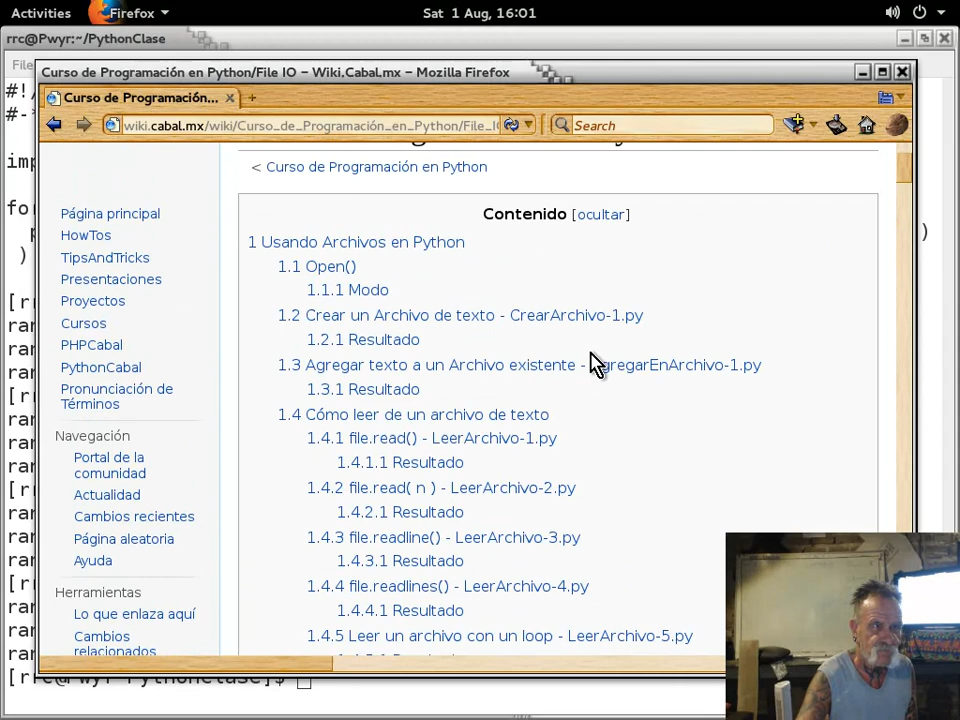 Activities Firefox Sat 1 Aug, 16:01
rrc@Pwyr:~/PythonClase
File
Curso de Programación en Python/File IO – Wiki.Cabal.mx – Mozilla Firefox
Curso de Programación...
wiki.cabal.mx/wiki/Curso_de_Programación_en_Python/File_IO
Search
< Curso de Programación en Python
Contenido [ocultar]
1 Usando Archivos en Python
1.1 Open()
1.1.1 Modo
1.2 Crear un Archivo de texto - CrearArchivo-1.py
1.2.1 Resultado
1.3 Agregar texto a un Archivo existente - AgregarEnArchivo-1.py
1.3.1 Resultado
1.4 Cómo leer de un archivo de texto
1.4.1 file.read() - LeerArchivo-1.py
1.4.1.1 Resultado
1.4.2 file.read( n ) - LeerArchivo-2.py
1.4.2.1 Resultado
1.4.3 file.readline() - LeerArchivo-3.py
1.4.3.1 Resultado
1.4.4 file.readlines() - LeerArchivo-4.py
1.4.4.1 Resultado
1.4.5 Leer un archivo con un loop - LeerArchivo-5.py
Página principal
HowTos
TipsAndTricks
Presentaciones
Proyectos
Cursos
PHPCabal
PythonCabal
Pronunciación de
Términos
Navegación
Portal de la
comunidad
Actualidad
Cambios recientes
Página aleatoria
Ayuda
Herramientas
Lo que enlaza aquí
Cambios
relacionados